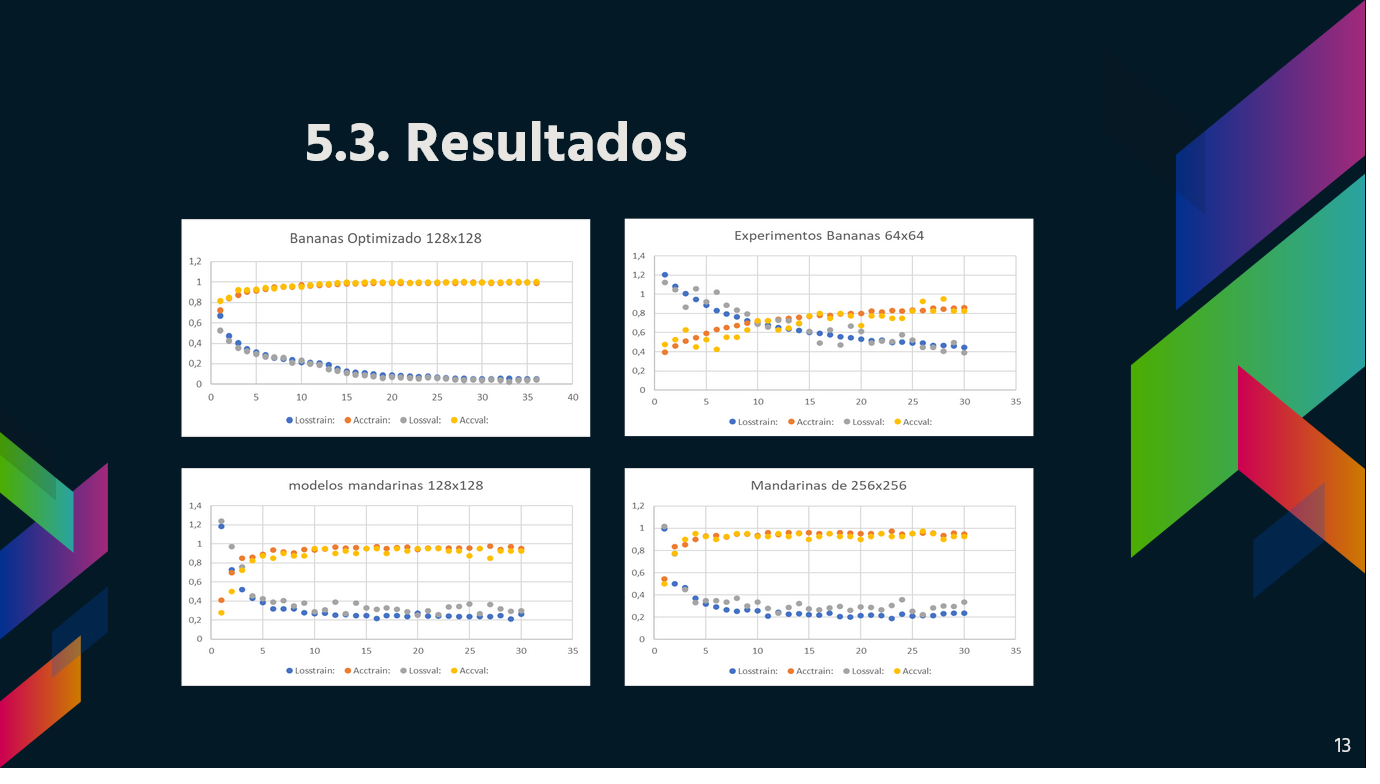 5.3. Resultados
Bananas Optimizado 128x128
1,2
1
0,8
0,6
0,4
0,2
0
0 5 10 15 20 25 30 35 40
Losstrain: Acctrain: Lossval: Accval:
Experimentos Bananas 64x64
1,4
1,2
1
0,8
0,6
0,4
0,2
0
0 5 10 15 20 25 30 35
Losstrain: Acctrain: Lossval: Accval:
modelos mandarinas 128x128
1,4
1,2
1
0,8
0,6
0,4
0,2
0
0 5 10 15 20 25 30 35
Losstrain: Acctrain: Lossval: Accval:
Mandarinas de 256x256
1,2
1
0,8
0,6
0,4
0,2
0
0 5 10 15 20 25 30 35
Losstrain: Acctrain: Lossval: Accval:
13